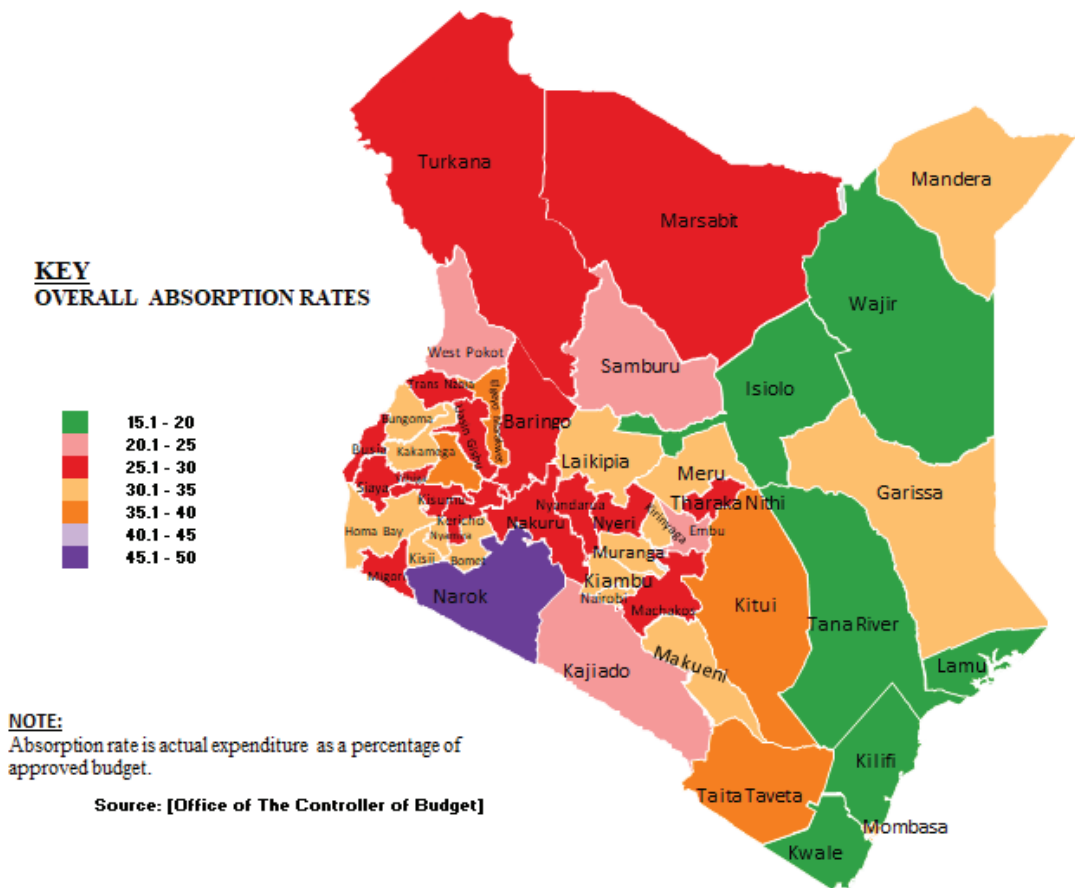 Turkana
Marsabit
Mandera
KEY
OVERALL ABSORPTION RATES
Wajir
West Pokot
Samburu
Isiolo
Trans Nzoia
Elgeyo Marakwet
15.1 - 20
20.1 - 25
25.1 - 30
30.1 - 35
35.1 - 40
40.1 - 45
45.1 - 50
Bungoma
Uasin Gishu
Baringo
Busia
Kakamega
Laikipia
Meru
Garissa
Siaya
Kisumu
Nyandarua
Tharaka Nithi
Homa Bay
Kericho
Nyamira
Nakuru
Nyeri
Kirinyaga
Embu
Kisii
Bomet
Muranga
Migori
Kiambu
Narok
Nairobi
Machakos
Kitui
Tana River
Makueni
Kajiado
Lamu
NOTE:
Absorption rate is actual expenditure as a percentage of
approved budget.
Kilifi
Source: [Office of The Controller of Budget]
Taita Taveta
Mombasa
Kwale